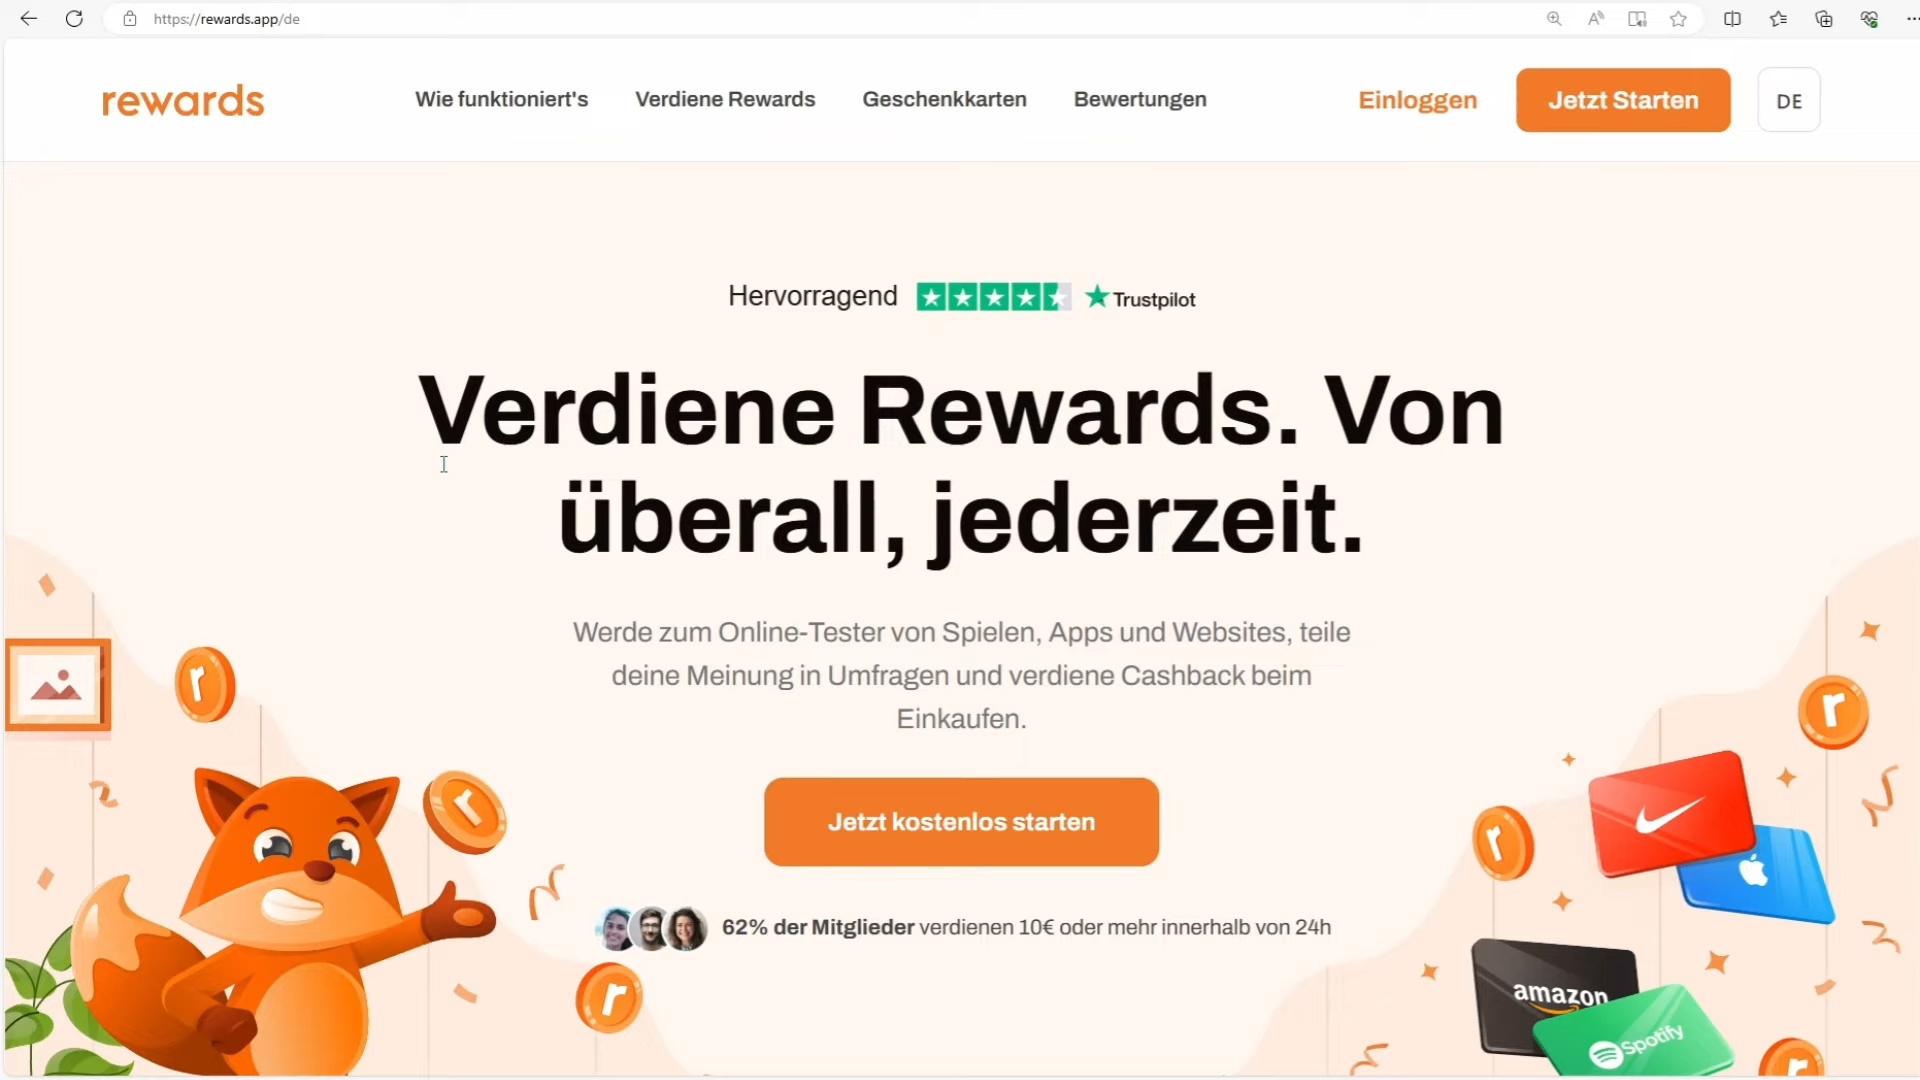 https://rewards.app/de
rewards
Wie funktioniert's
Verdiene Rewards
Geschenkkarten
Bewertungen
Einloggen
Jetzt Starten
DE
Hervorragend
Trustpilot
Verdiene Rewards. Von
überall, jederzeit.
Werde zum Online-Tester von Spielen, Apps und Websites, teile
deine Meinung in Umfragen und verdiene Cashback beim
Einkaufen.
Jetzt kostenlos starten
62% der Mitglieder verdienen 10€ oder mehr innerhalb von 24h
r
r
r
r
r
r
amazon
Spotify